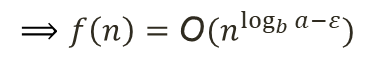 ⟹ f(n) = O(n^{log_b a−ε})